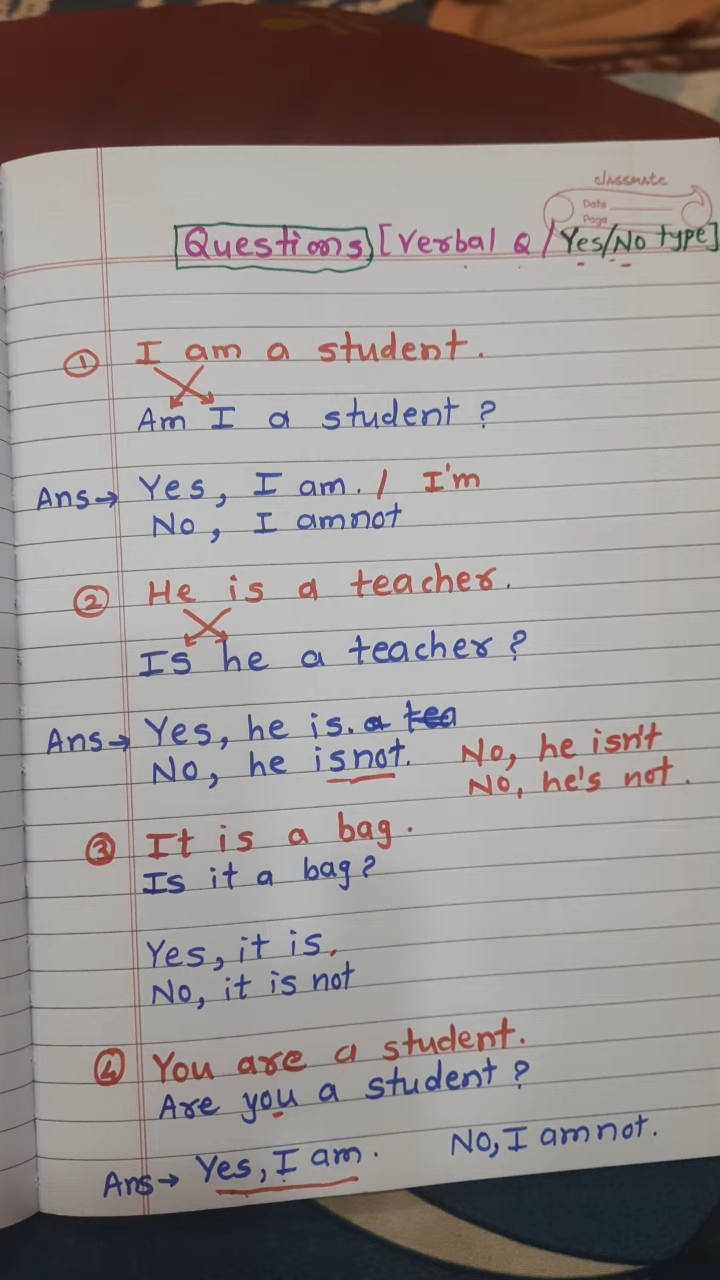 classmate
Date
Page
Questions [Verbal Q / Yes/No type]
① I am a student.
Am I a student ?
Ans→ Yes, I am. / I'm
No, I amnot
② He is a teacher.
Is he a teacher ?
Ans→ Yes, he is. a tea
No, he isnot. No, he isn't
No, he's not.
③ It is a bag.
Is it a bag?
Yes, it is.
No, it is not
④ You are a student.
Are you a student ?
Ans→ Yes, I am. No, I amnot.